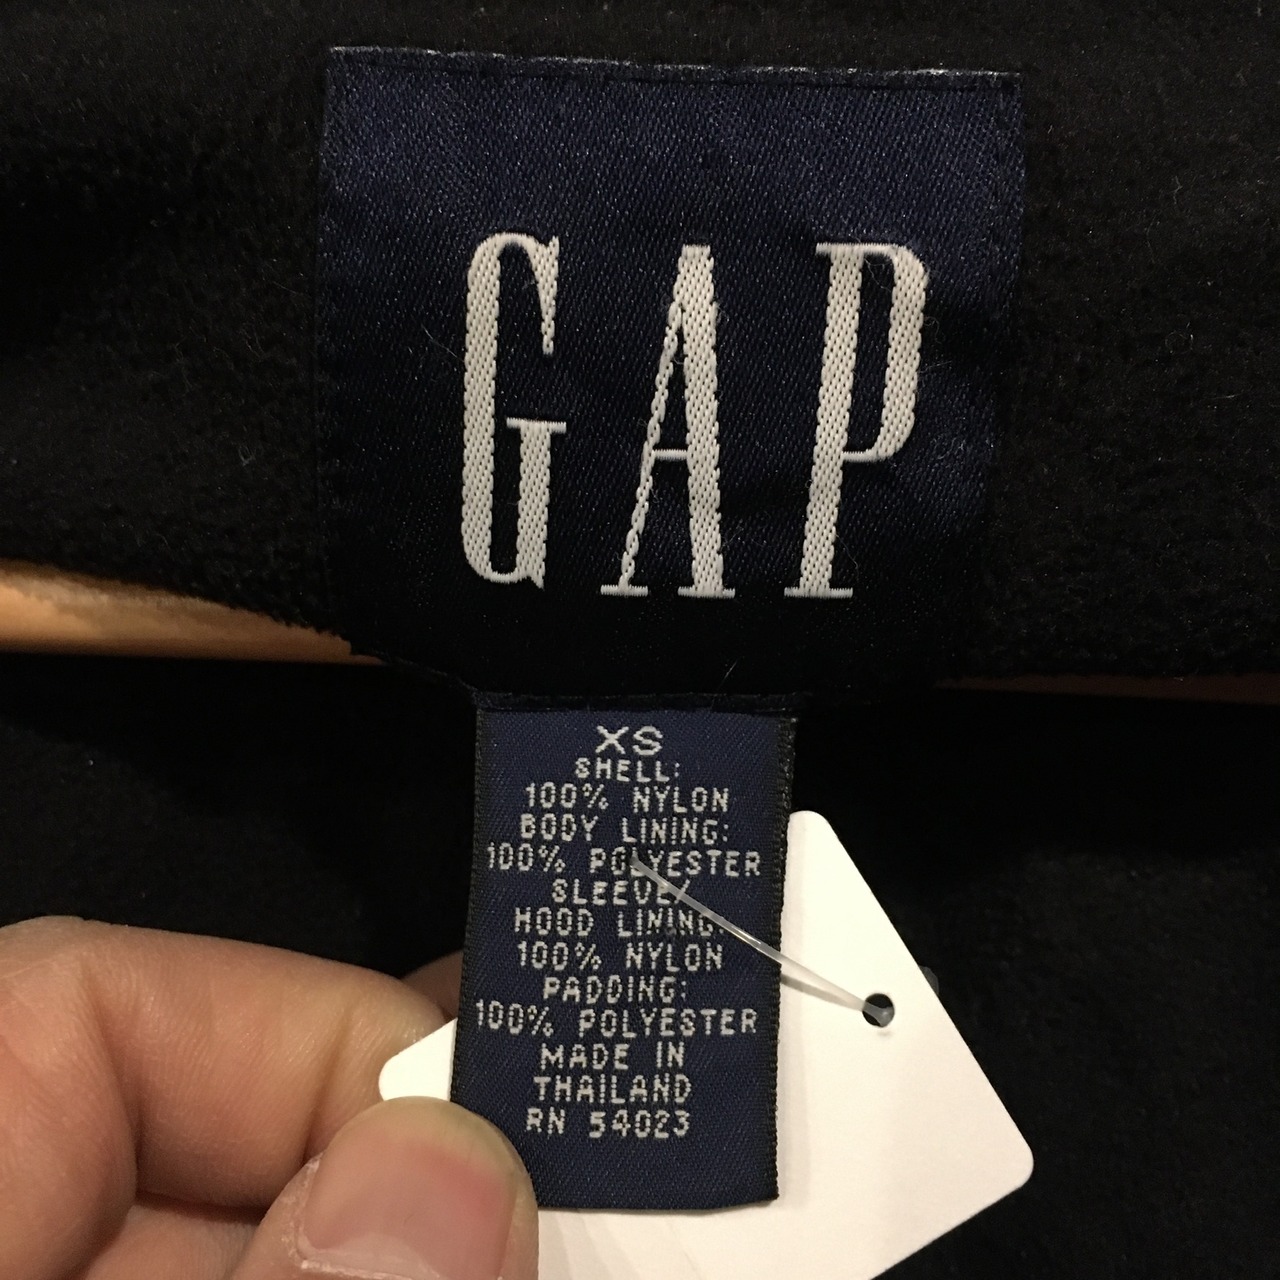 GAP
XS
SHELL:
100% NYLON
BODY LINING:
100% POLYESTER
SLEEVE/
HOOD LINING:
100% NYLON
PADDING:
100% POLYESTER
MADE IN
THAILAND
RN 54023